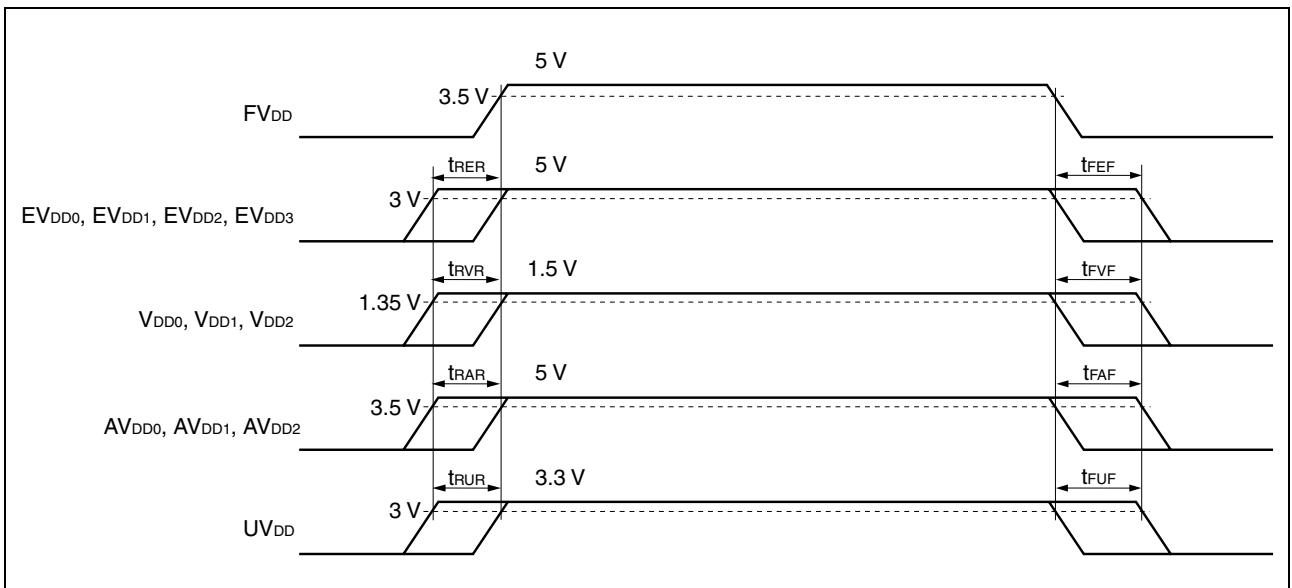 5 V
3.5 V
FVDD
tRER
5 V
tFEF
3 V
EVDD0, EVDD1, EVDD2, EVDD3
tRVR
1.5 V
tFVF
1.35 V
VDD0, VDD1, VDD2
tRAR
5 V
tFAF
3.5 V
AVDD0, AVDD1, AVDD2
tRUR
3.3 V
tFUF
3 V
UVDD